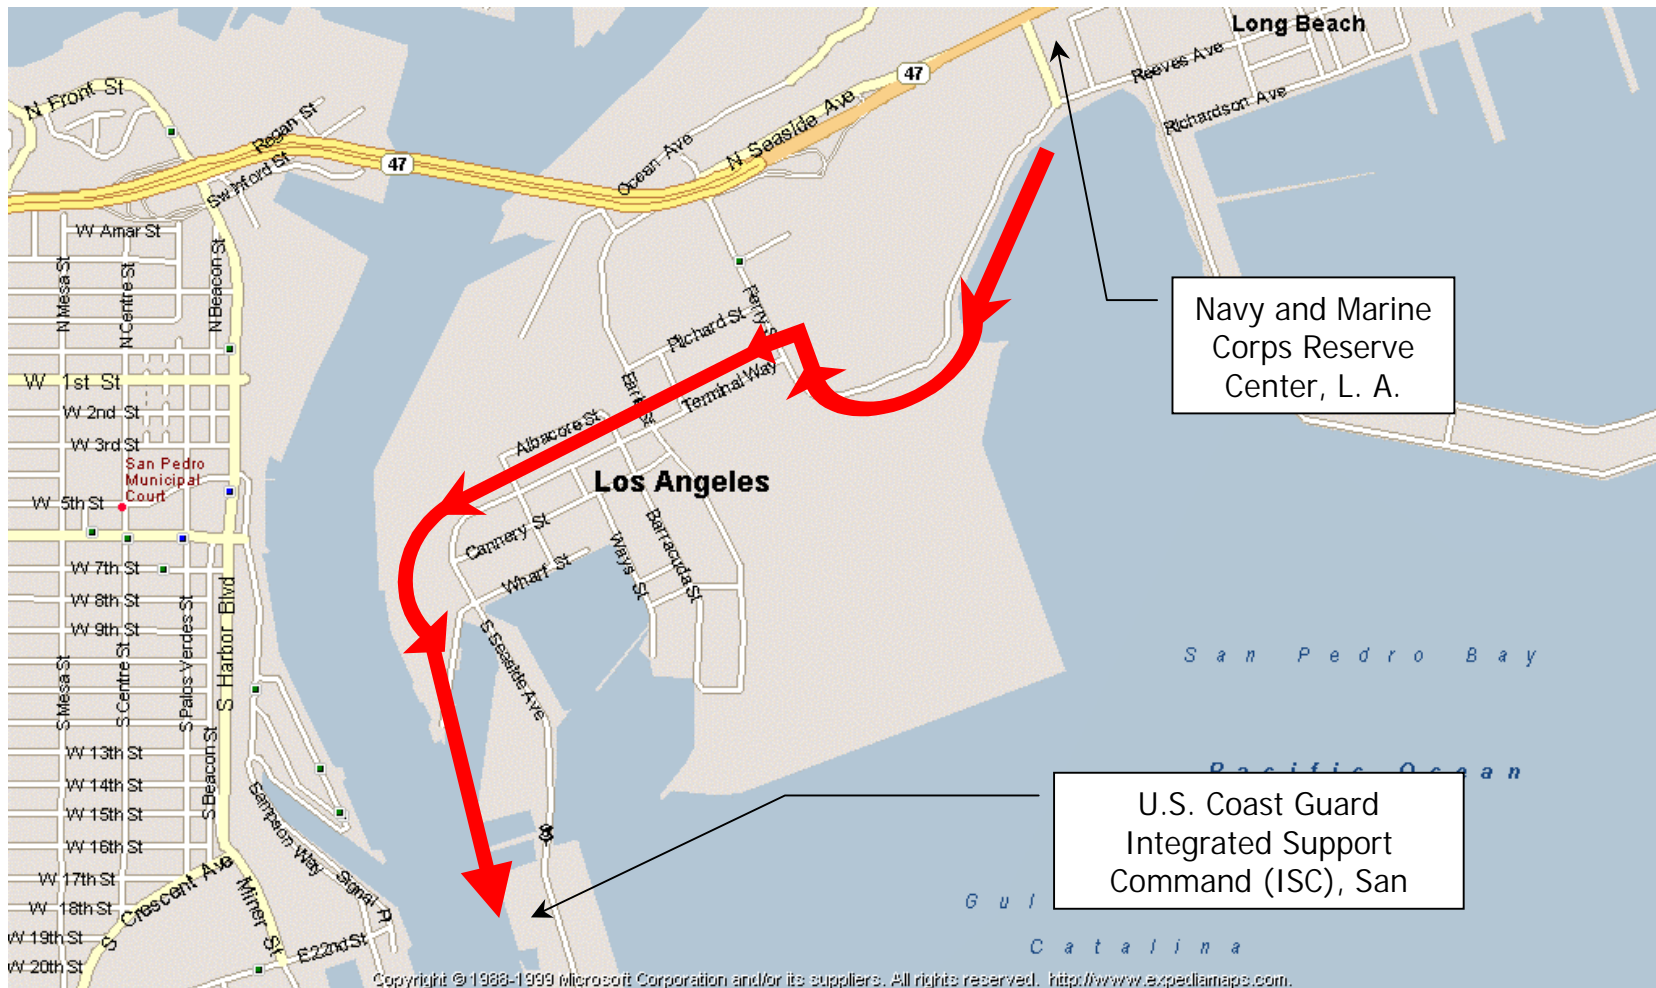 Long Beach
47
Reeves Ave
N Front St
Richardson Ave
N Seaside Ave
Regan St
Ocean Ave
47
Swinford St
W Amar St
N Mesa St
N Centre St
N Beacon St
Navy and Marine
Corps Reserve
Center, L. A.
Richard St
Terminal Way
W 1st St
W 2nd St
W 3rd St
Albacore St
San Pedro
Municipal
Court
Los Angeles
W 5th St
Cannery St
Barracuda St
Ways St
Wharf St
W 7th St
W 8th St
W 9th St
S Harbor Blvd
S Mesa St
S Centre St
S Palos Verdes St
S Beacon St
S Seaside Ave
San Pedro Bay
W 13th St
W 14th St
W 15th St
W 16th St
W 17th St
W 18th St
W 19th St
W 20th St
Pacific Ocean
U.S. Coast Guard
Integrated Support
Command (ISC), San
Sampson Way
Signal Pl
S Crescent Ave
Miner St
E 22nd St
Gul
Catalina
Copyright © 1988-1999 Microsoft Corporation and/or its suppliers. All rights reserved. http://www.expediamaps.com.